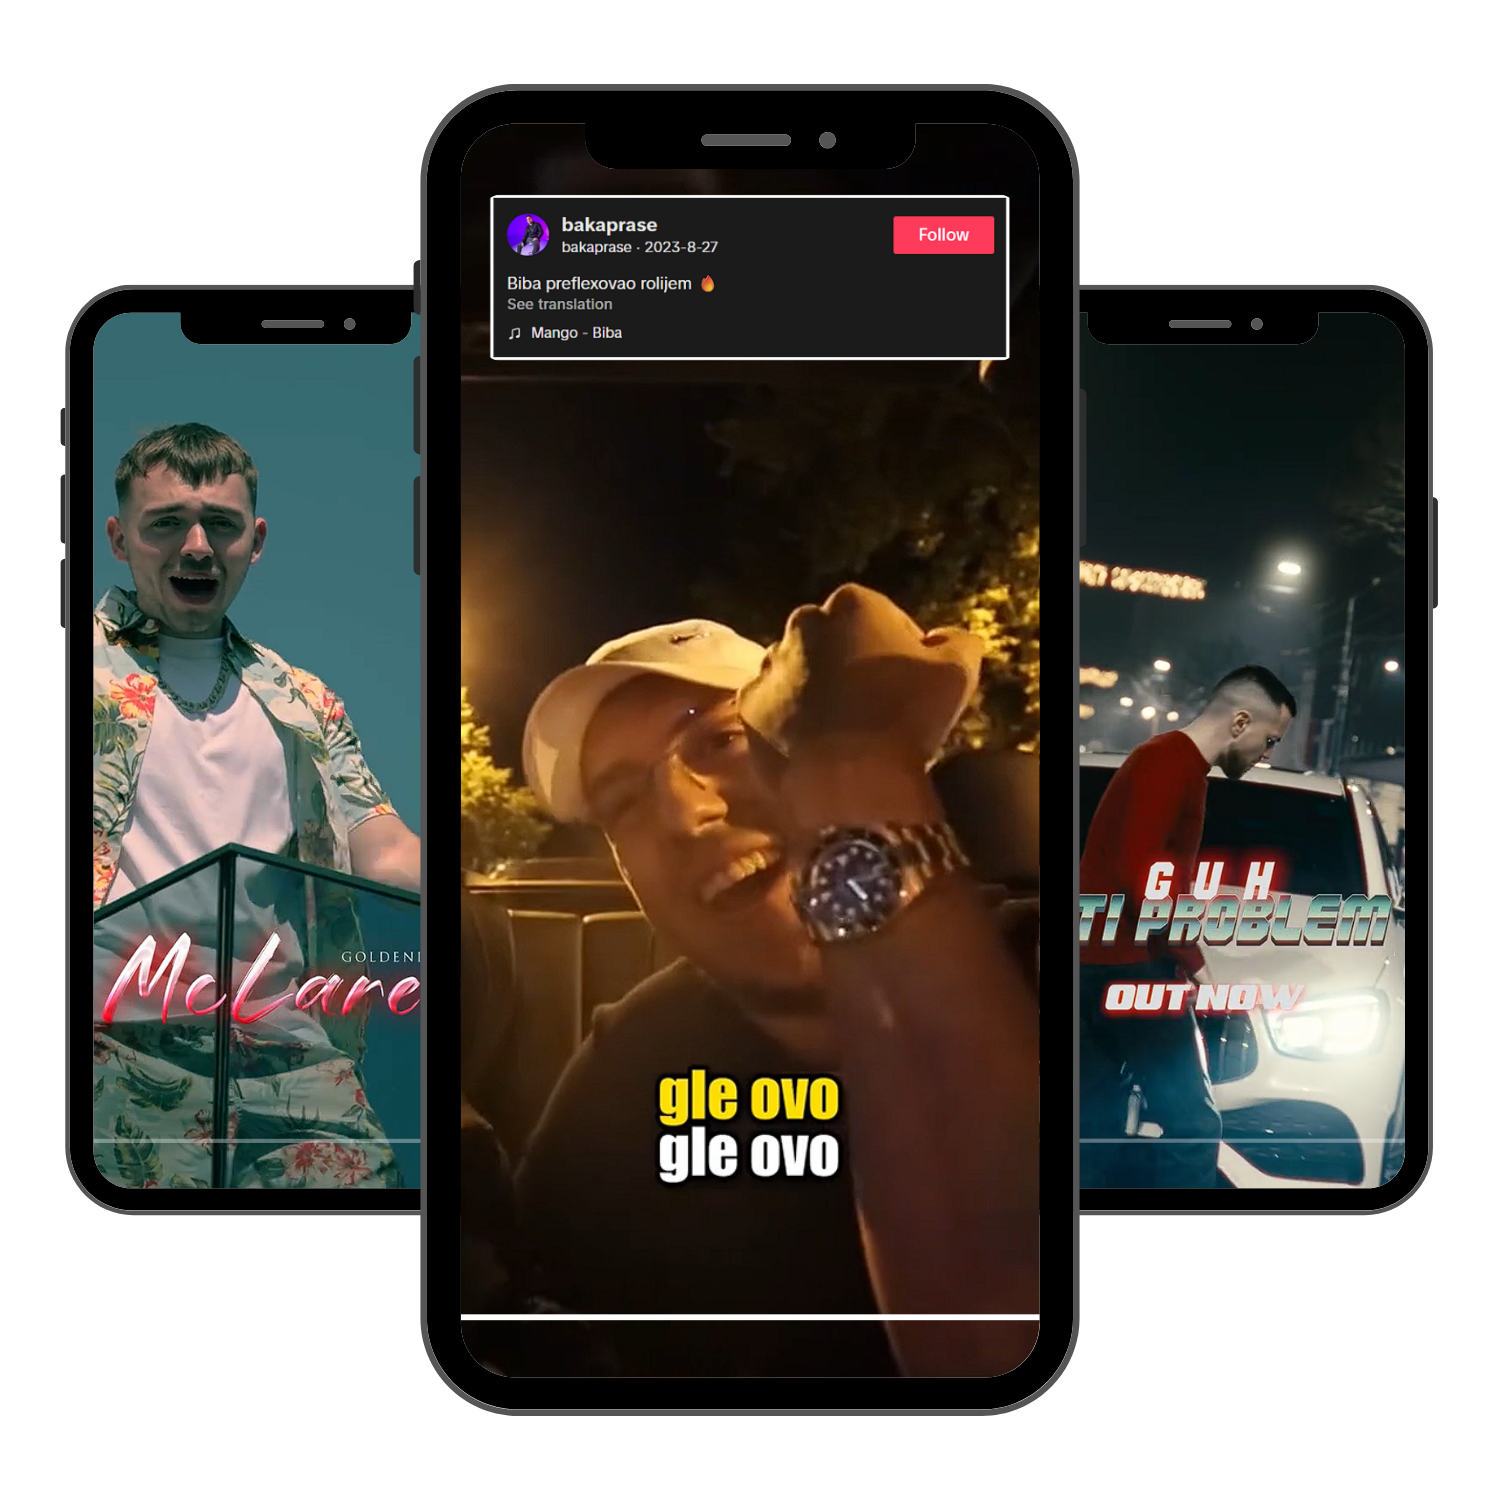 bakaprase
bakaprase · 2023-8-27
Follow
Biba preflexovao rolijem 🔥
See translation
Mango - Biba
gle ovo
gle ovo
GOLDEN
McLare
GUH
TI PROBLEM
OUT NOW